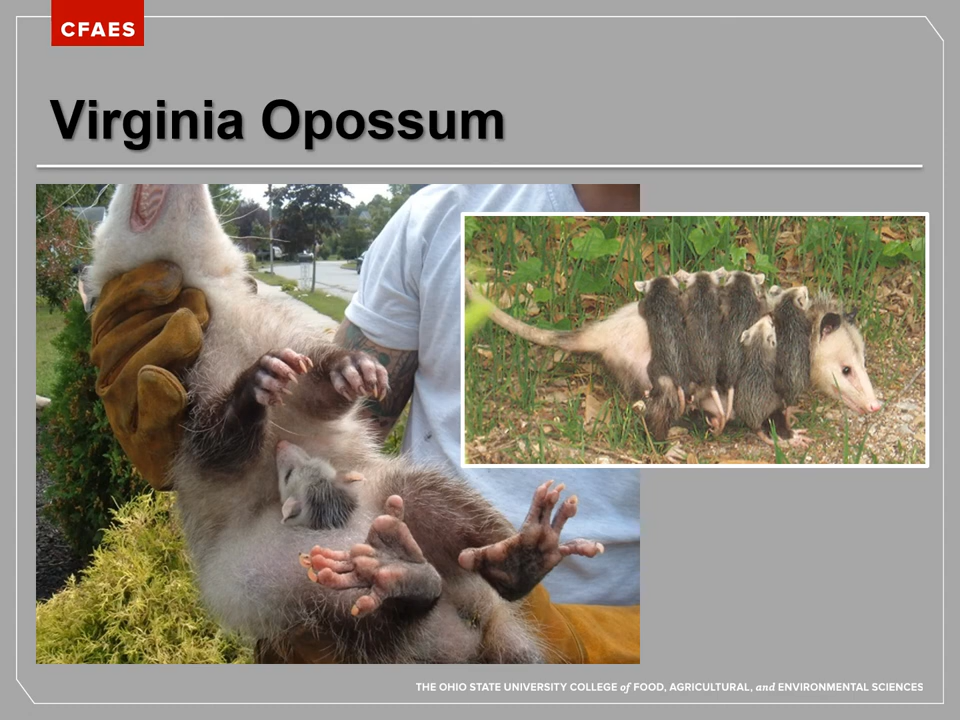 CFAES
Virginia Opossum
THE OHIO STATE UNIVERSITY COLLEGE of FOOD, AGRICULTURAL, and ENVIRONMENTAL SCIENCES